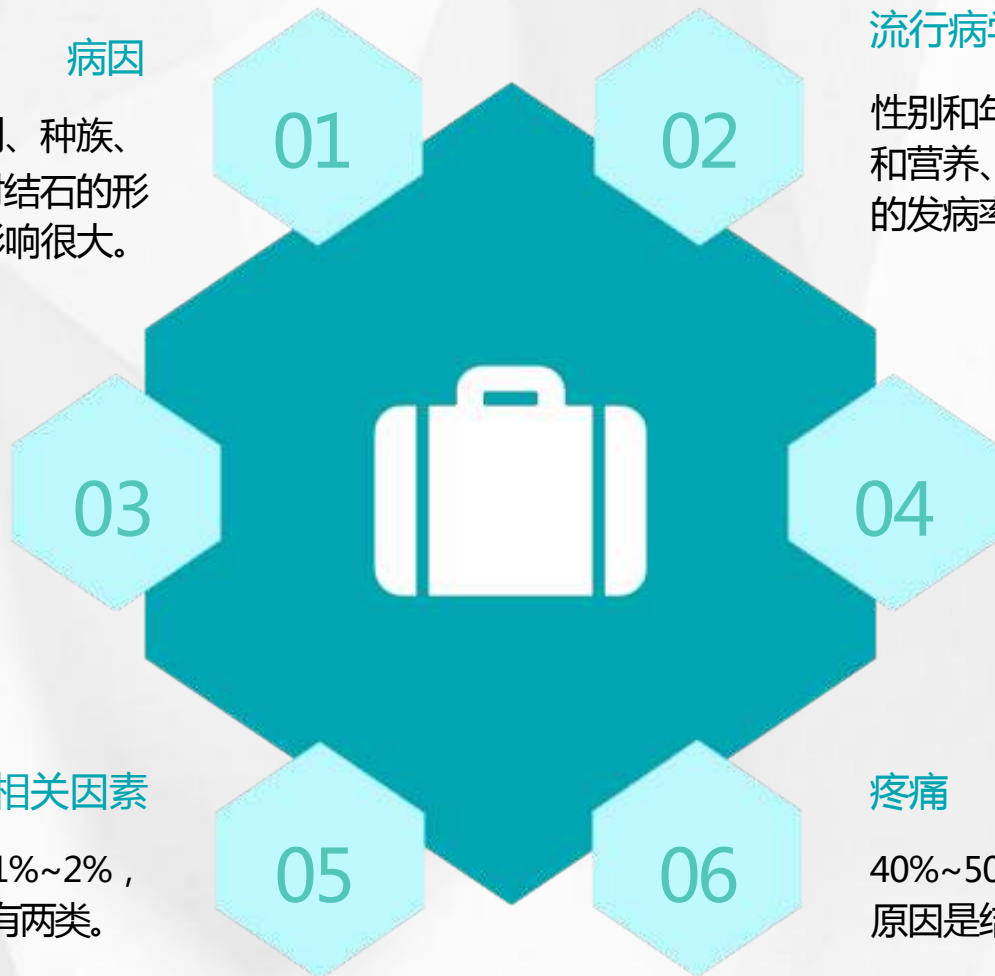 病因
、种族、
结石的形
响很大。
01
02
流行病
性别和年
和营养、
的发病率
03
04
相关因素
1%~2%，
有两类。
05
06
疼痛
40%~50
原因是结